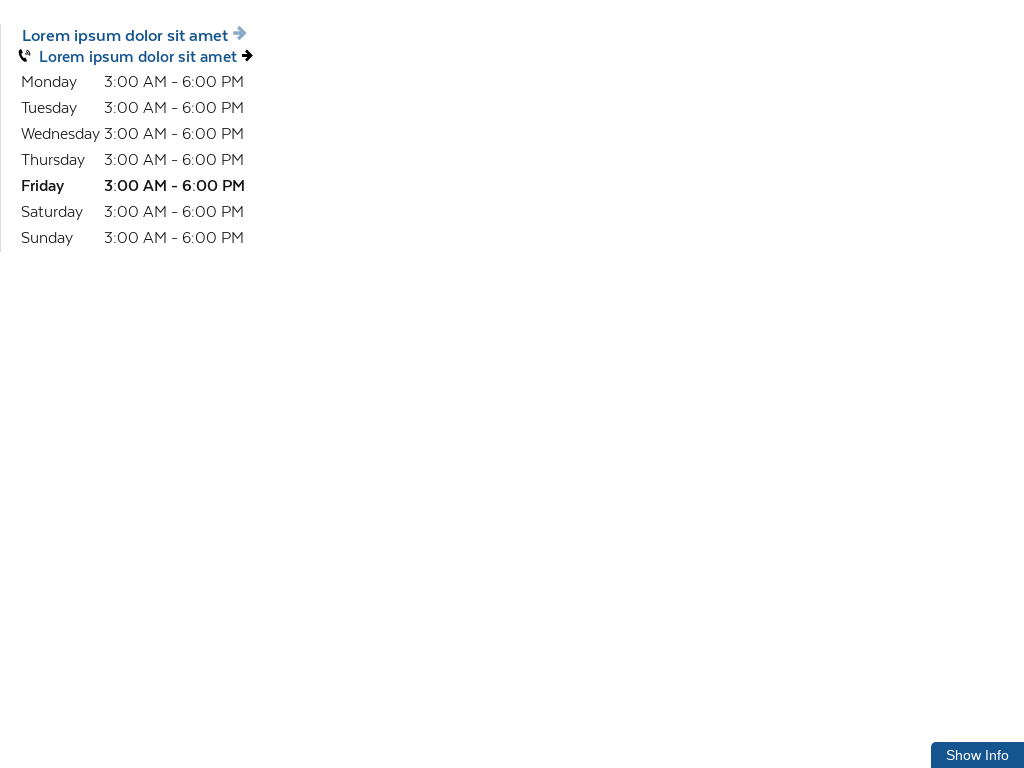 Lorem ipsum dolor sit amet
Lorem ipsum dolor sit amet
Monday 3:00 AM - 6:00 PM
Tuesday 3:00 AM - 6:00 PM
Wednesday 3:00 AM - 6:00 PM
Thursday 3:00 AM - 6:00 PM
Friday 3:00 AM - 6:00 PM
Saturday 3:00 AM - 6:00 PM
Sunday 3:00 AM - 6:00 PM
Show Info